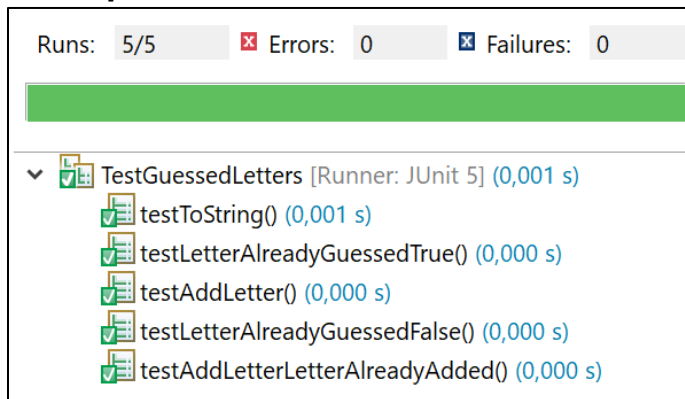 Runs: 5/5 Errors: 0 Failures: 0
TestGuessedLetters [Runner: JUnit 5] (0,001 s)
testToString() (0,001 s)
testLetterAlreadyGuessedTrue() (0,000 s)
testAddLetter() (0,000 s)
testLetterAlreadyGuessedFalse() (0,000 s)
testAddLetterLetterAlreadyAdded() (0,000 s)